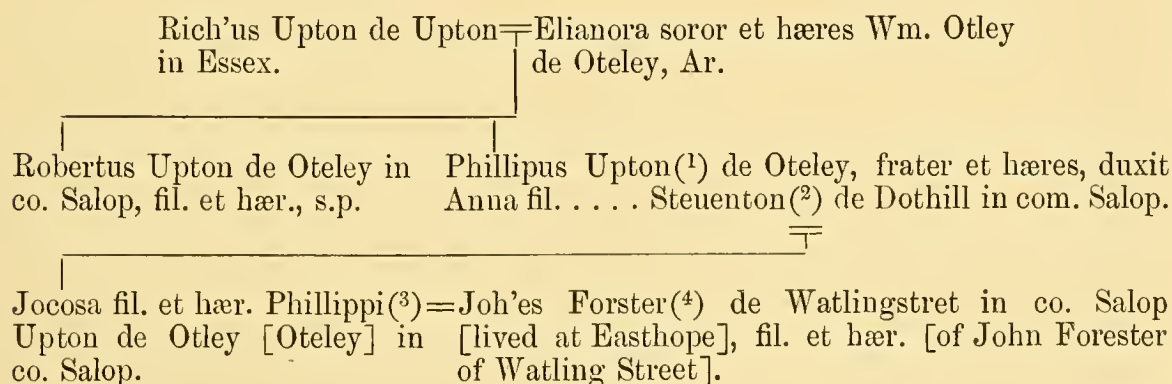 Rich'us Upton de Upton=Elianora soror et hæres Wm. Otley
in Essex. de Oteley, Ar.
Robertus Upton de Oteley in Phillipus Upton(¹) de Oteley, frater et hæres, duxit
co. Salop, fil. et hær., s.p. Anna fil. . . . . . Steuenton(²) de Dothill in com. Salop.
Jocosa fil. et hær. Phillippi(³)=Joh'es Forster(⁴) de Watlingstret in co. Salop
Upton de Otley [Oteley] in [lived at Easthope], fil. et hær. [of John Forester
co. Salop. of Watling Street].